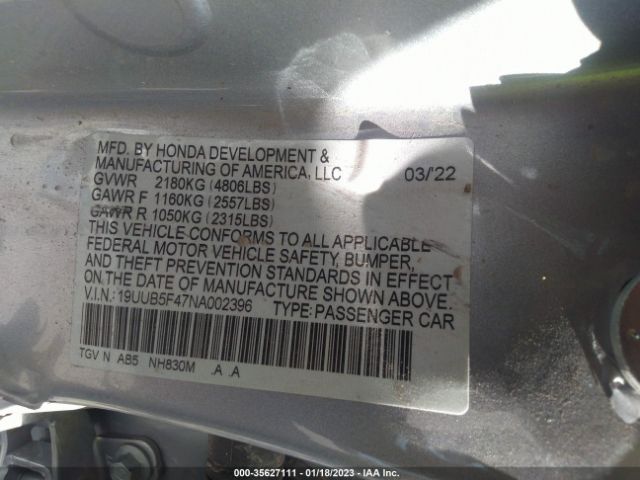 MFD. BY HONDA DEVELOPMENT &
MANUFACTURING OF AMERICA, LLC 03/'22
GVWR 2180KG (4806LBS)
GAWR F 1160KG (2557LBS)
GAWR R 1050KG (2315LBS)
THIS VEHICLE CONFORMS TO ALL APPLICABLE
FEDERAL MOTOR VEHICLE SAFETY, BUMPER,
AND THEFT PREVENTION STANDARDS IN EFFECT
ON THE DATE OF MANUFACTURE SHOWN ABOVE.
V.I.N.:19UUB5F47NA002396 TYPE:PASSENGER CAR
TGV N AB5 NH830M .A .A
000-35627111 - 01/18/2023 - IAA Inc.